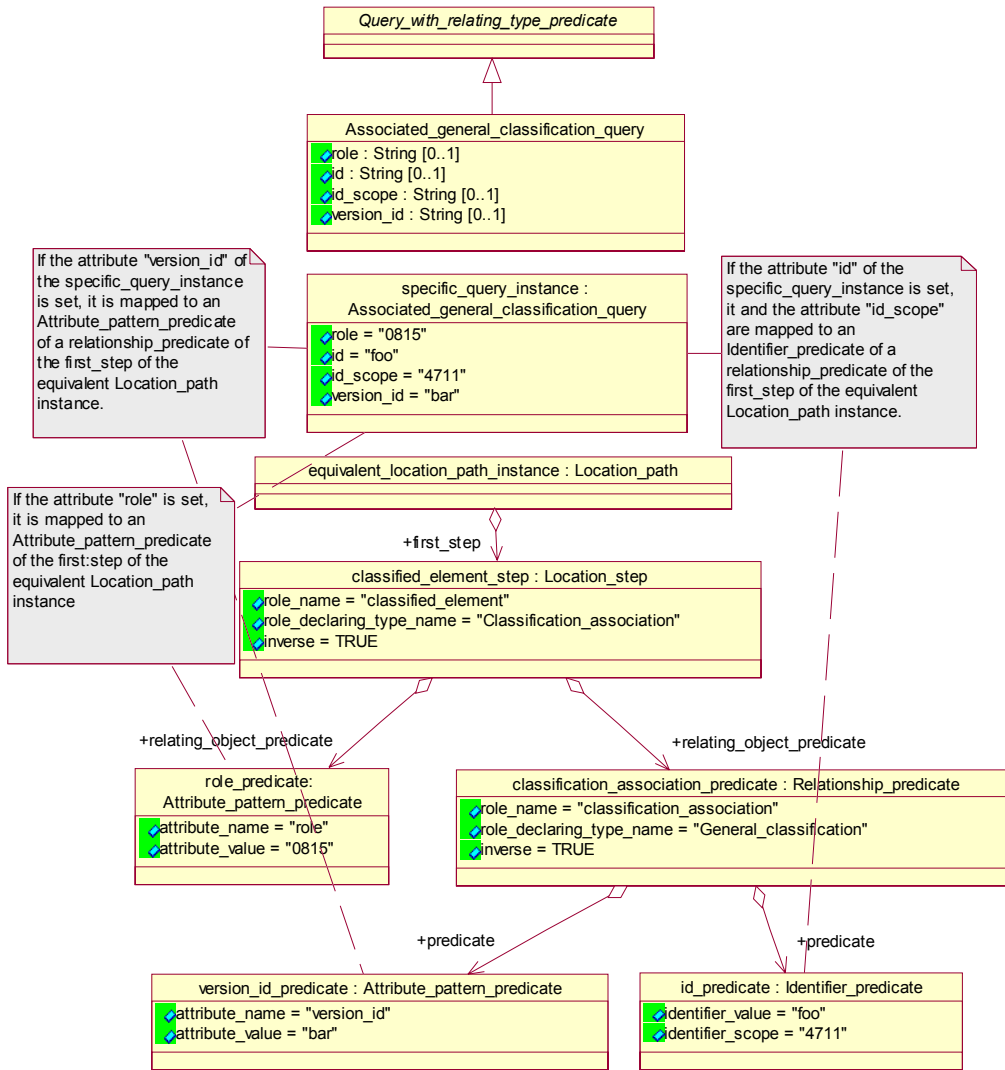 Query_with_relating_type_predicate
Associated_general_classification_query
role : String [0..1]
id : String [0..1]
id_scope : String [0..1]
version_id : String [0..1]
If the attribute "version_id" of
the specific_query_instance
is set, it is mapped to an
Attribute_pattern_predicate
of a relationship_predicate of
the first_step of the
equivalent Location_path
instance.
specific_query_instance :
Associated_general_classification_query
role = "0815"
id = "foo"
id_scope = "4711"
version_id = "bar"
If the attribute "id" of the
specific_query_instance is set,
it and the attribute "id_scope"
are mapped to an
Identifier_predicate of a
relationship_predicate of the
first_step of the equivalent
Location_path instance.
equivalent_location_path_instance : Location_path
If the attribute "role" is set,
it is mapped to an
Attribute_pattern_predicate
of the first:step of the
equivalent Location_path
instance
+first_step
classified_element_step : Location_step
role_name = "classified_element"
role_declaring_type_name = "Classification_association"
inverse = TRUE
+relating_object_predicate
+relating_object_predicate
role_predicate:
Attribute_pattern_predicate
attribute_name = "role"
attribute_value = "0815"
classification_association_predicate : Relationship_predicate
role_name = "classification_association"
role_declaring_type_name = "General_classification"
inverse = TRUE
+predicate
+predicate
version_id_predicate : Attribute_pattern_predicate
attribute_name = "version_id"
attribute_value = "bar"
id_predicate : Identifier_predicate
identifier_value = "foo"
identifier_scope = "4711"